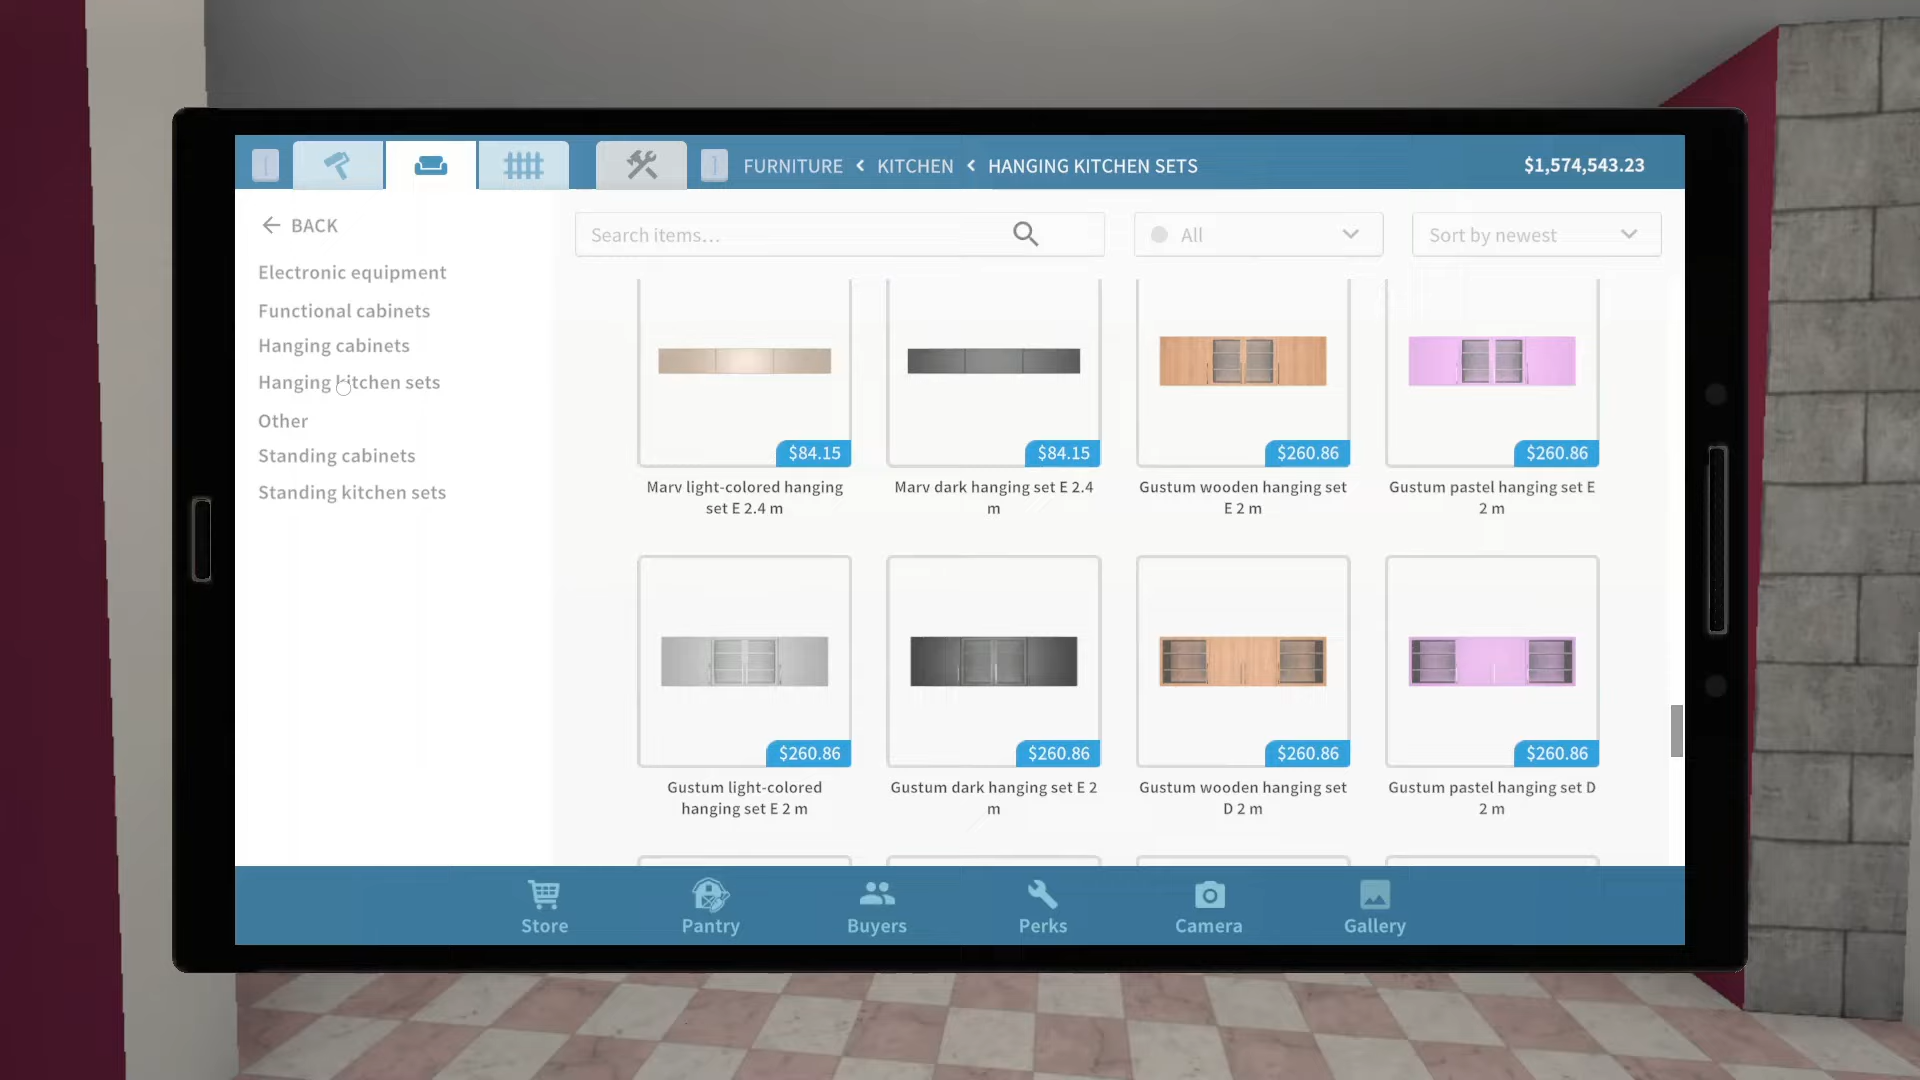 FURNITURE < KITCHEN < HANGING KITCHEN SETS
$1,574,543.23
BACK
Electronic equipment
Functional cabinets
Hanging cabinets
Hanging kitchen sets
Other
Standing cabinets
Standing kitchen sets
Search items...
All
Sort by newest
$84.15
$84.15
$260.86
$260.86
Marv light-colored hanging
set E 2.4 m
Marv dark hanging set E 2.4
m
Gustum wooden hanging set
E 2 m
Gustum pastel hanging set E
2 m
$260.86
$260.86
$260.86
$260.86
Gustum light-colored
hanging set E 2 m
Gustum dark hanging set E 2
m
Gustum wooden hanging set
D 2 m
Gustum pastel hanging set D
2 m
Store
Pantry
Buyers
Perks
Camera
Gallery